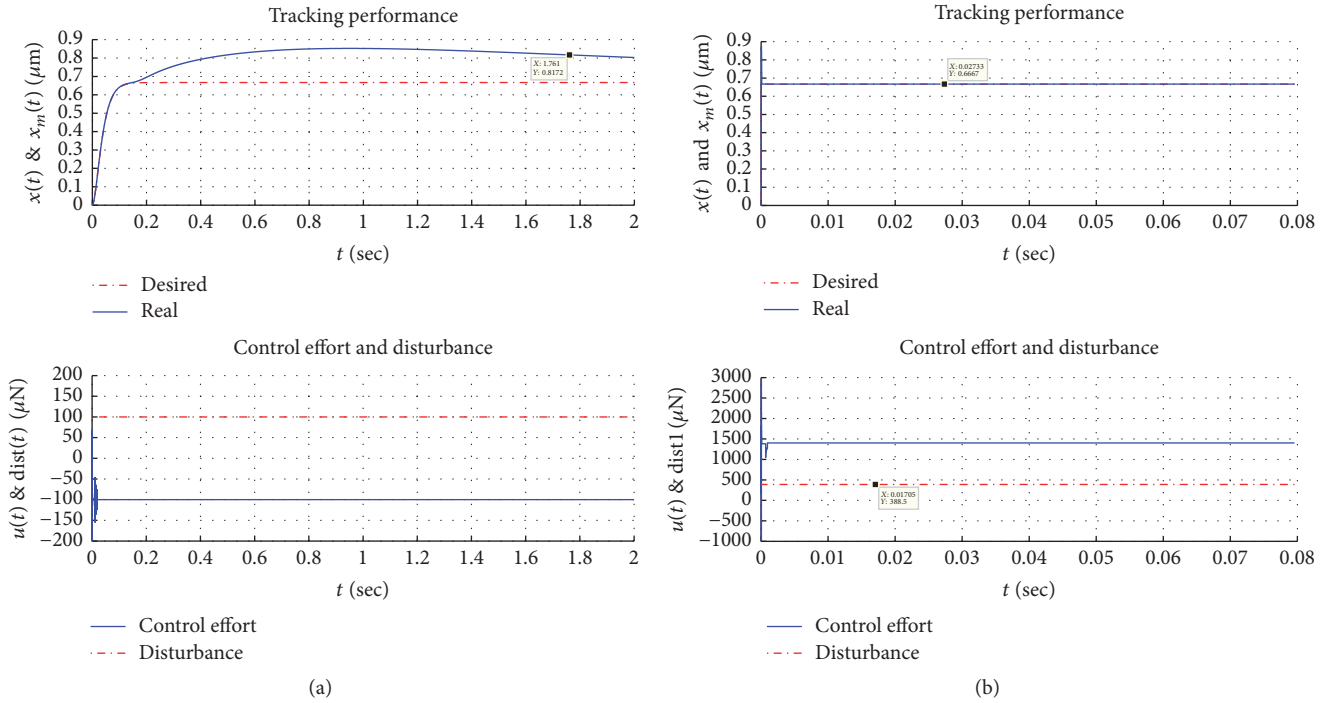 Tracking performance
x(t) & x_m(t) (μm)
0.9
0.8
0.7
0.6
0.5
0.4
0.3
0.2
0.1
0
X: 1.761
Y: 0.8172
0 0.2 0.4 0.6 0.8 1 1.2 1.4 1.6 1.8 2
t (sec)
Desired
Real
Control effort and disturbance
u(t) & dist(t) (μN)
200
150
100
50
0
−50
−100
−150
−200
0 0.2 0.4 0.6 0.8 1 1.2 1.4 1.6 1.8 2
t (sec)
Control effort
Disturbance
(a)
Tracking performance
x(t) and x_m(t) (μm)
0.9
0.8
0.7
0.6
0.5
0.4
0.3
0.2
0.1
0
X: 0.02733
Y: 0.6667
0 0.01 0.02 0.03 0.04 0.05 0.06 0.07 0.08
t (sec)
Desired
Real
Control effort and disturbance
u(t) & dist1 (μN)
3000
2500
2000
1500
1000
500
0
−500
−1000
X: 0.01705
Y: 388.5
0 0.01 0.02 0.03 0.04 0.05 0.06 0.07 0.08
t (sec)
Control effort
Disturbance
(b)